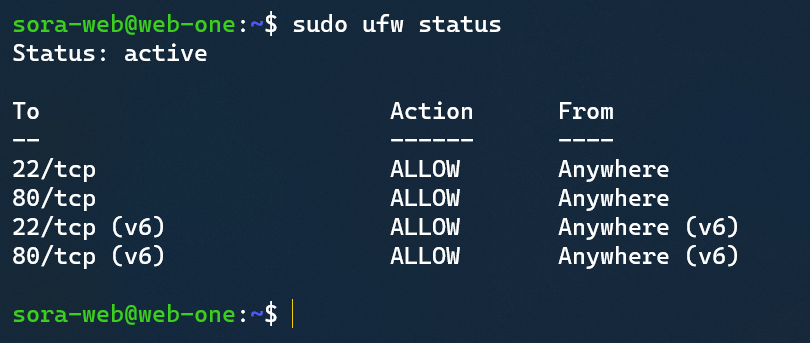 sora-web@web-one:~$ sudo ufw status
Status: active

To                         Action      From
--                         ------      ----
22/tcp                     ALLOW       Anywhere
80/tcp                     ALLOW       Anywhere
22/tcp (v6)                ALLOW       Anywhere (v6)
80/tcp (v6)                ALLOW       Anywhere (v6)

sora-web@web-one:~$